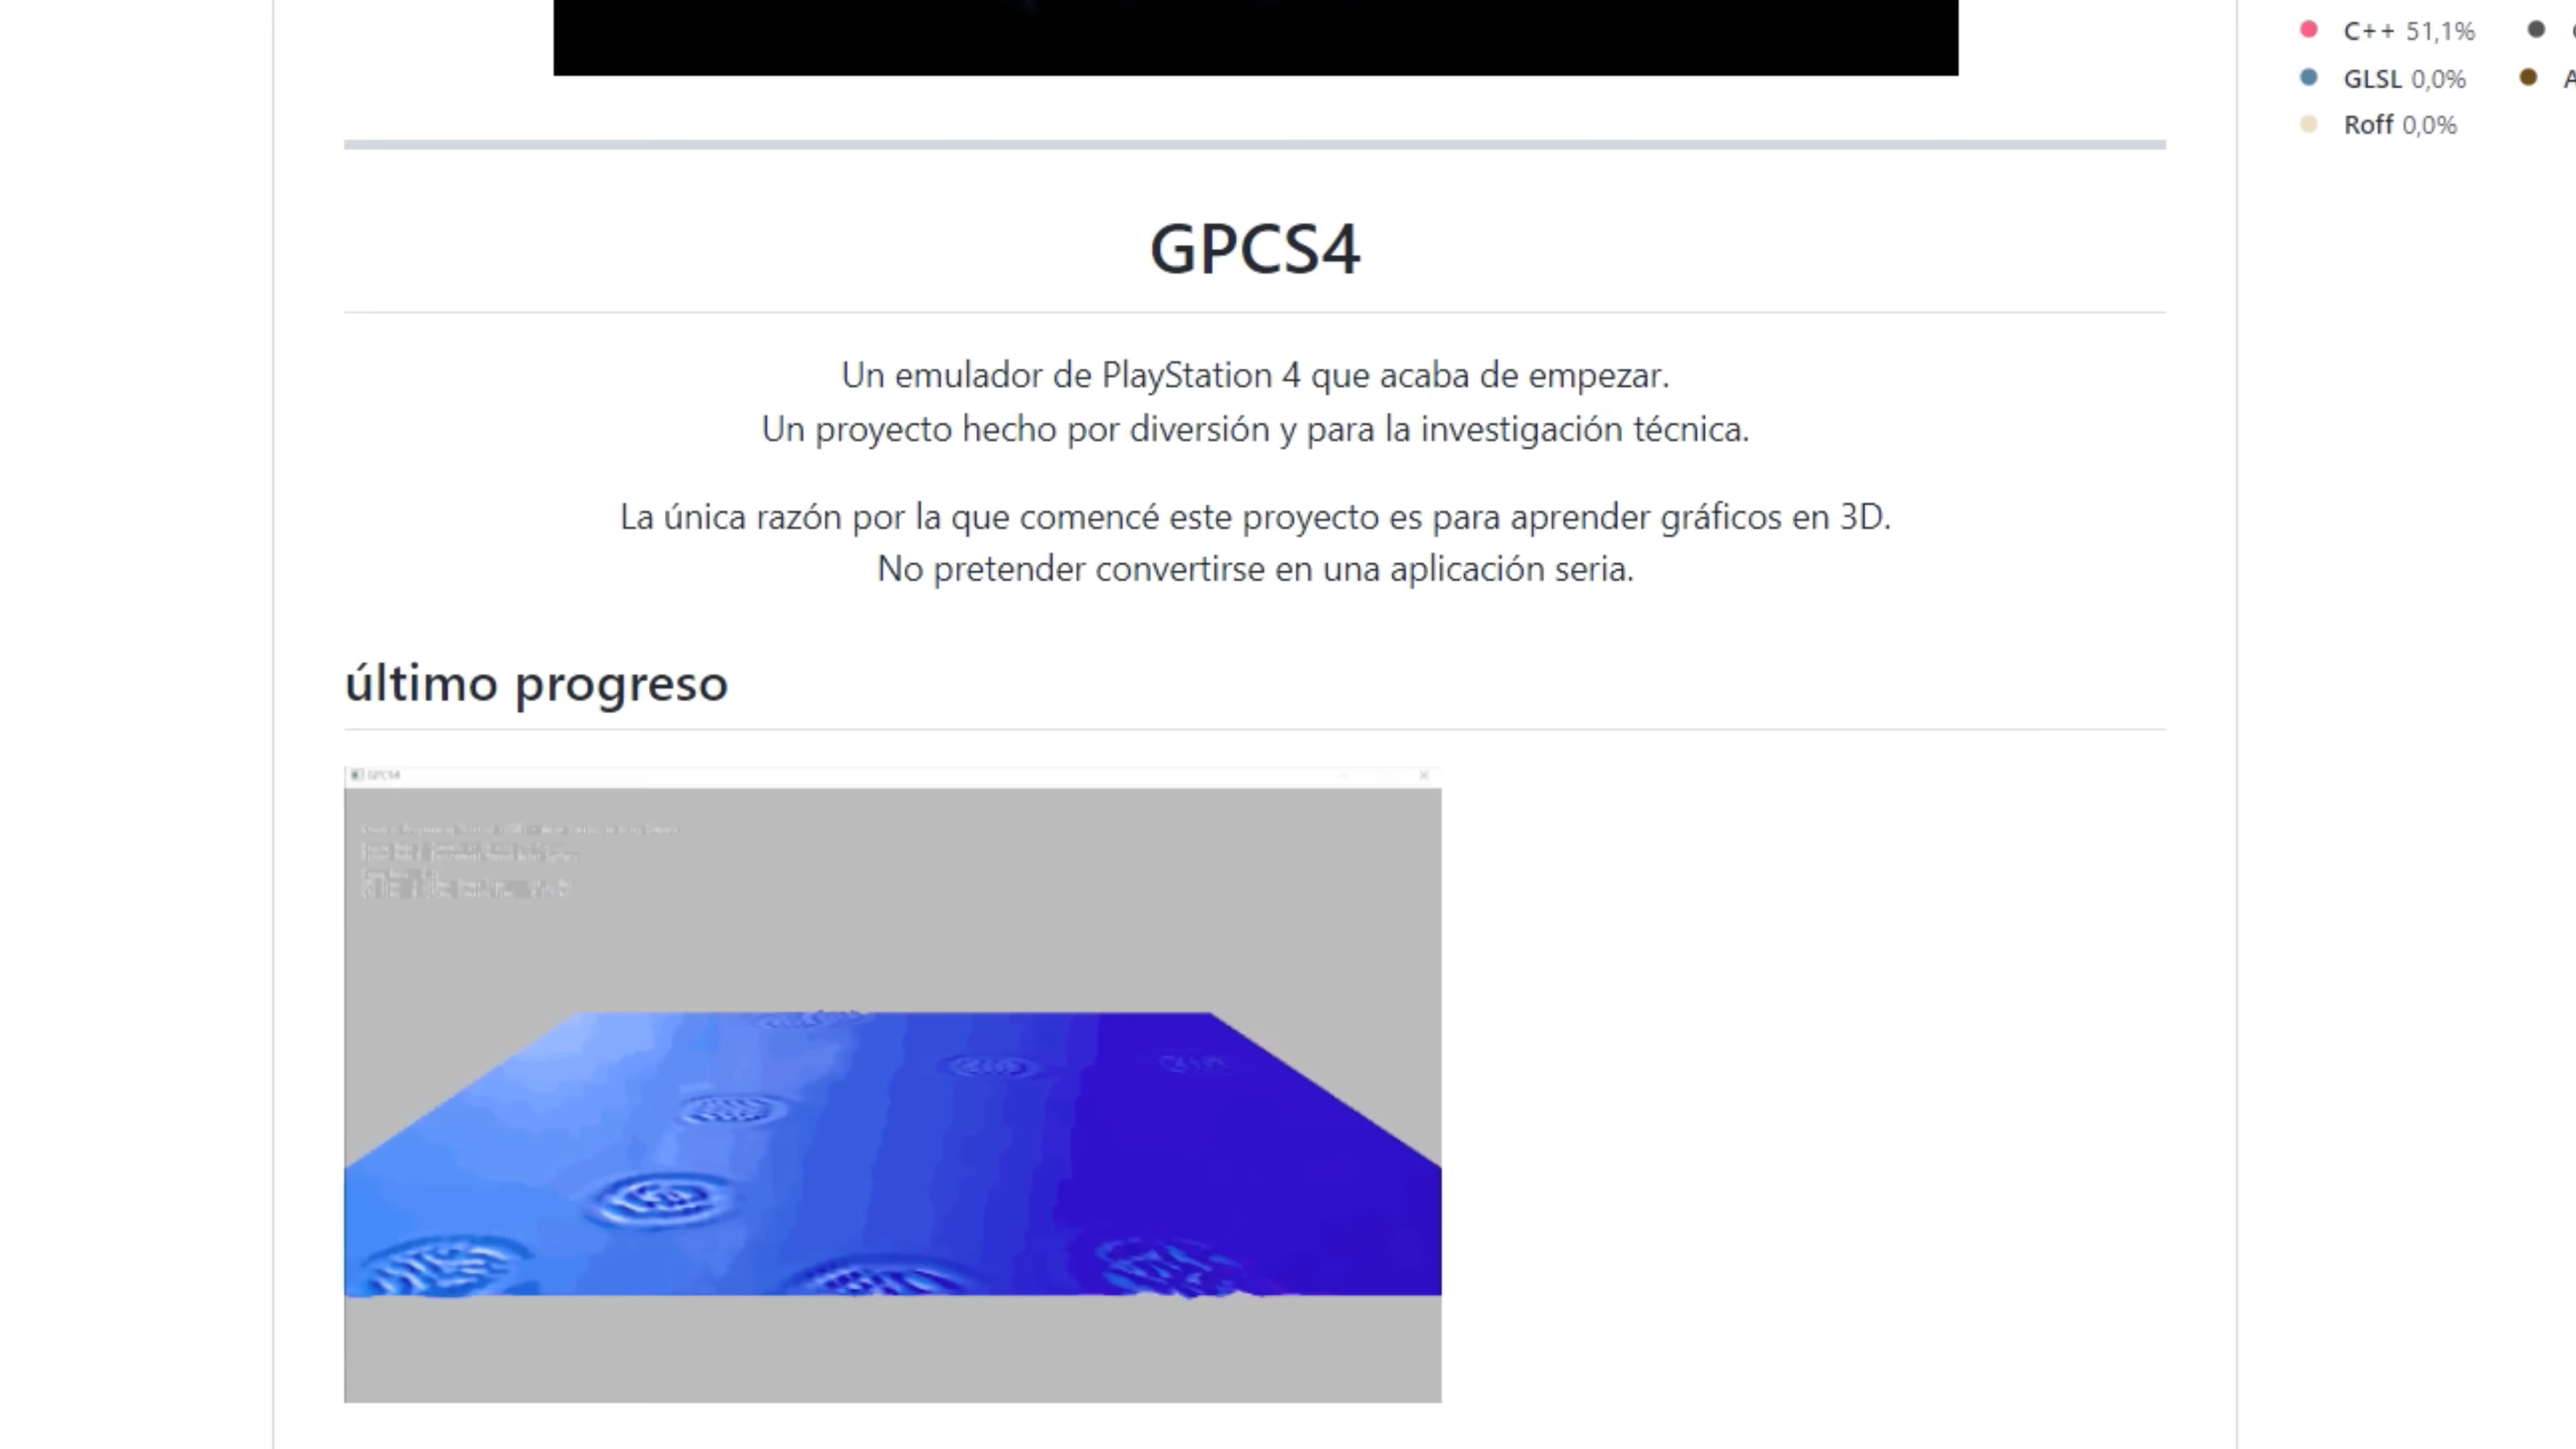 C++ 51,1%
GLSL 0,0%
Roff 0,0%
GPCS4
Un emulador de PlayStation 4 que acaba de empezar.
Un proyecto hecho por diversión y para la investigación técnica.
La única razón por la que comencé este proyecto es para aprender gráficos en 3D.
No pretender convertirse en una aplicación seria.
último progreso
GPCS4